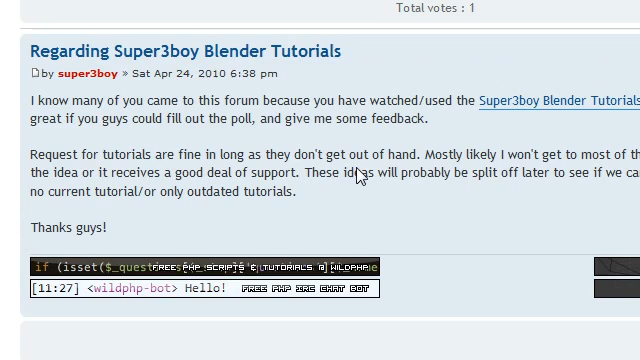 Total votes : 1
Regarding Super3boy Blender Tutorials
by super3boy » Sat Apr 24, 2010 6:38 pm
I know many of you came to this forum because you have watched/used the Super3boy Blender Tutorials
great if you guys could fill out the poll, and give me some feedback.
Request for tutorials are fine in long as they don't get out of hand. Mostly likely I won't get to most of th
the idea or it receives a good deal of support. These ideas will probably be split off later to see if we ca
no current tutorial/or only outdated tutorials.
Thanks guys!
if (isset($_questi FREE PHP SCRIPTS & TUTORIALS @ WILDPHP
[11:27] <wildphp-bot> Hello! FREE PHP IRC CHAT BOT